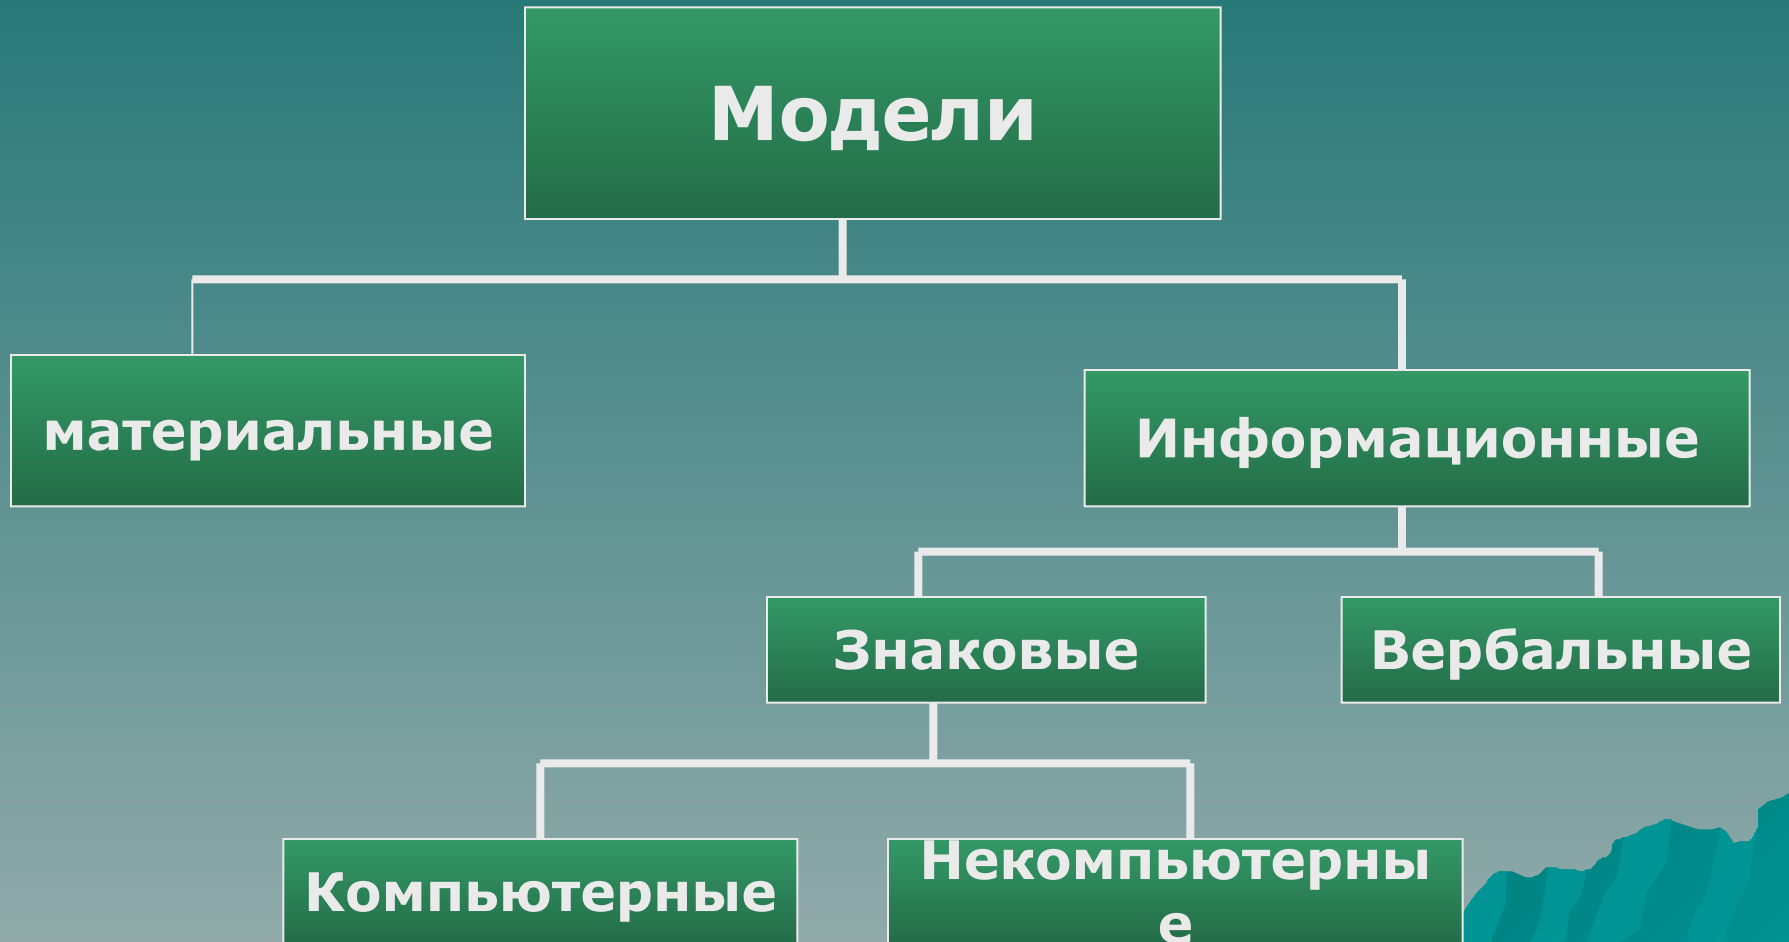 Модели
материальные
Информационные
Знаковые
Вербальные
Компьютерные
Некомпьютерны
е